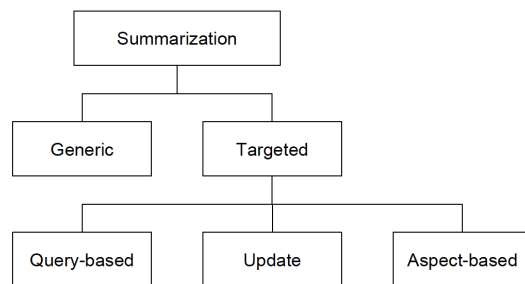 Summarization
Generic
Targeted
Query-based
Update
Aspect-based